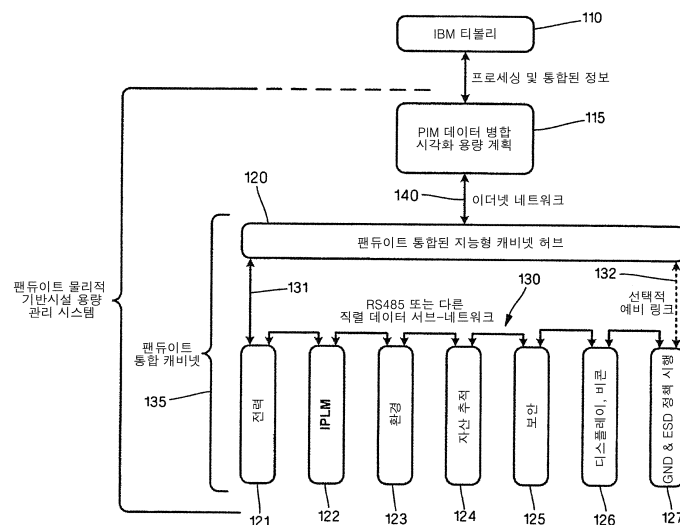 IBM 티볼리
110
프로세싱 및 통합된 정보
PIM 데이터 병합
시각화 용량 계획
115
140
이더넷 네트워크
120
팬듀이트 통합된 지능형 캐비넷 허브
팬듀이트 물리적
기반시설 용량
관리 시스템
131
130
132
RS485 또는 다른
직렬 데이터 서브-네트워크
선택적
예비 링크
팬듀이트
통합 캐비넷
135
전력
IPLM
환경
자산 추적
보안
디스플레이, 비콘
GND & ESD 정책 시행
121
122
123
124
125
126
127